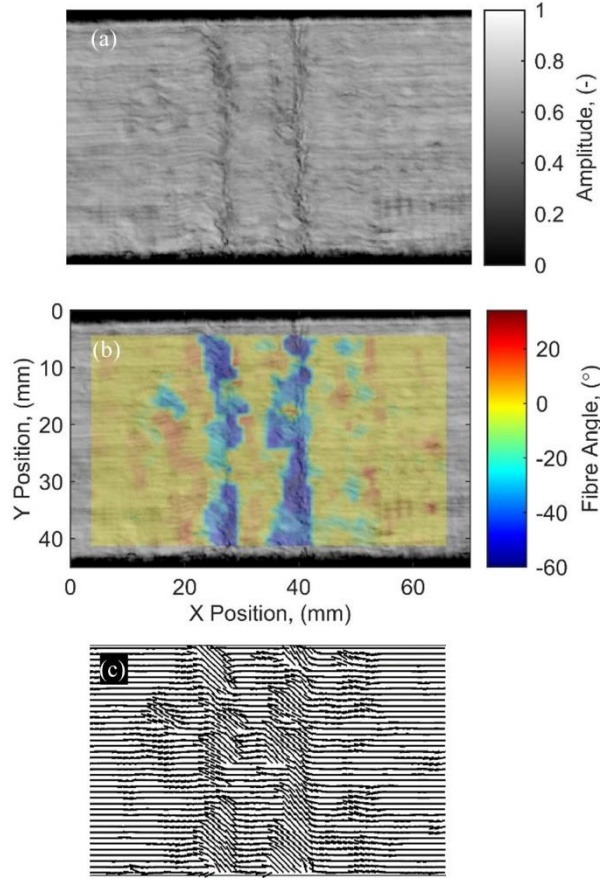 (a)
1
0.8
0.6
0.4
0.2
0
Amplitude, (-)
(b)
0
10
20
30
40
Y Position, (mm)
0
20
40
60
X Position, (mm)
20
0
-20
-40
-60
Fibre Angle, (°)
(c)